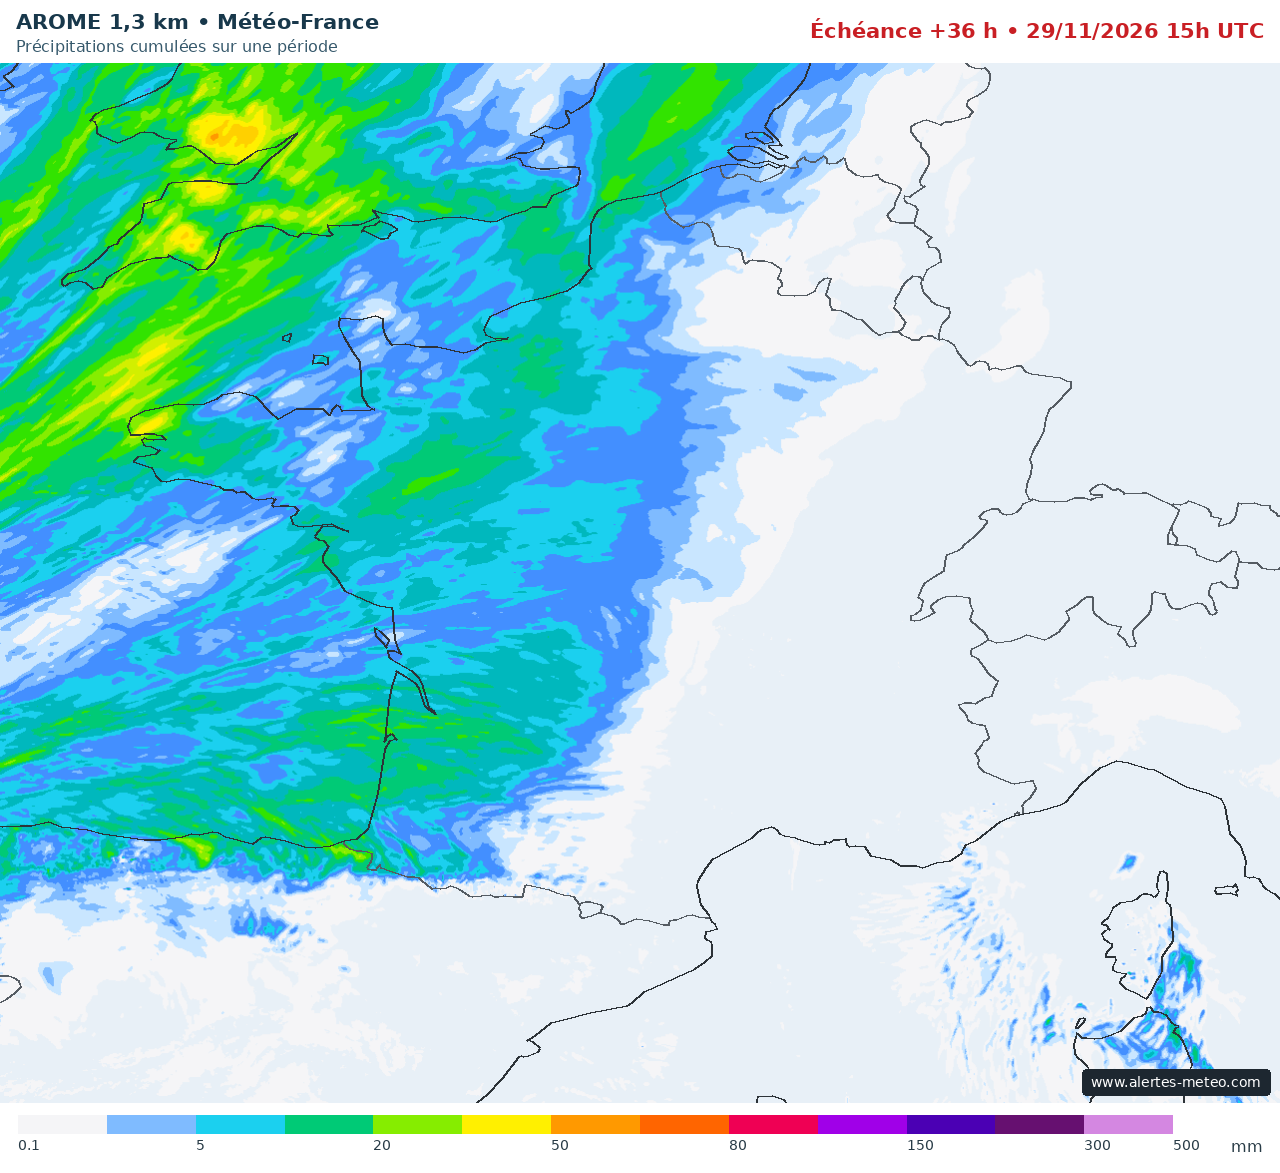 AROME 1,3 km • Météo-France
Précipitations cumulées sur une période
Échéance +36 h • 29/11/2026 15h UTC
www.alertes-meteo.com
0.1 5 20 50 80 150 300 500 mm